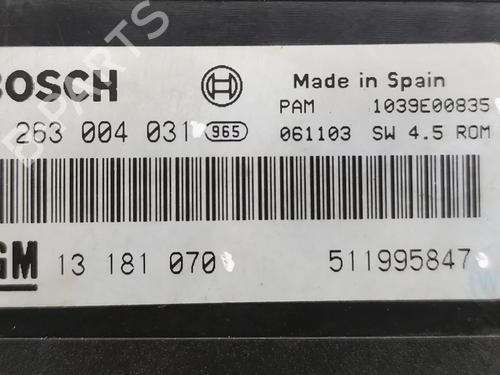 BOSCH Made in Spain
263 004 031 965 PAM 1039E00835
061103 SW 4.5 ROM
GM 13 181 070 511995847
PARTS